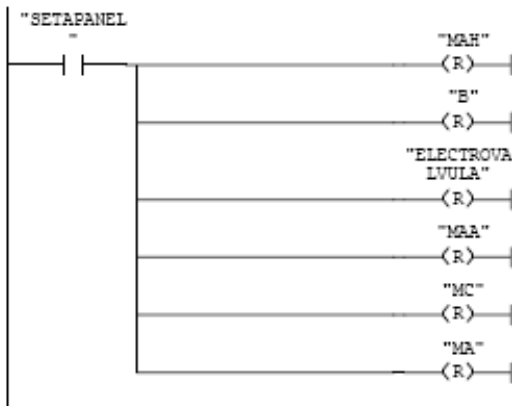 "SETAPANEL
"
"MAH"
(R)
"B"
(R)
"ELECTROVA
LVULA"
(R)
"MAA"
(R)
"MC"
(R)
"MA"
(R)